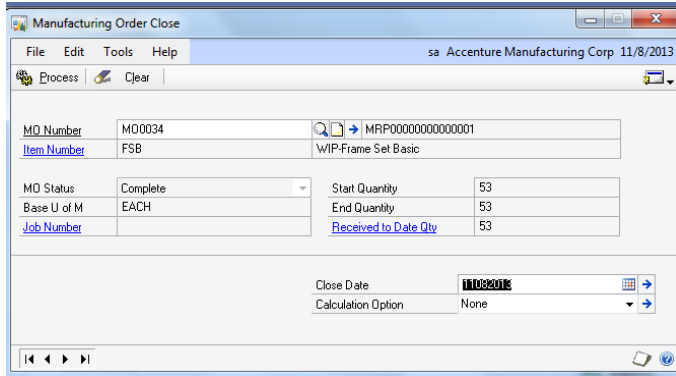 Manufacturing Order Close
File Edit Tools Help sa Accenture Manufacturing Corp 11/8/2013
Process Clear
MO Number MO0034 MRP00000000000001
Item Number FSB WIP-Frame Set Basic
MO Status Complete Start Quantity 53
Base U of M EACH End Quantity 53
Job Number Received to Date Qty 53
Close Date 11082013
Calculation Option None